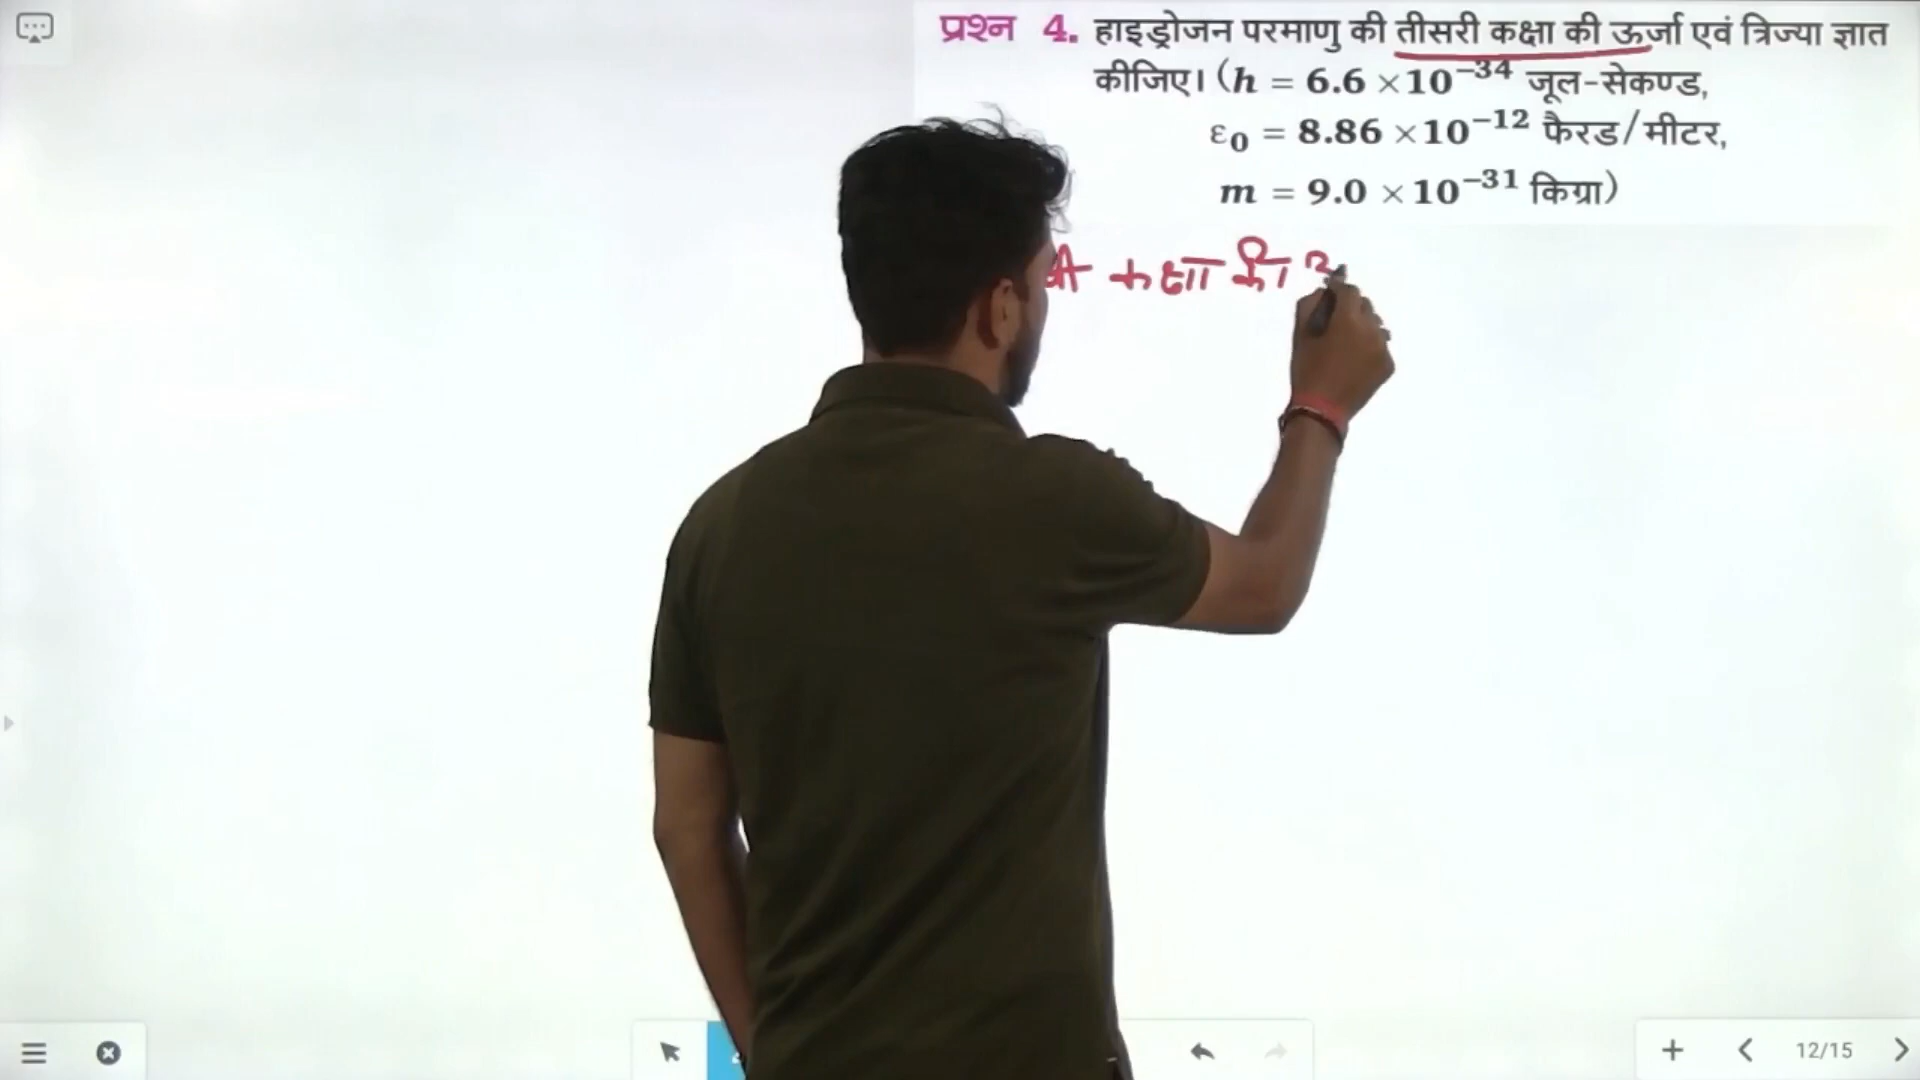 प्रश्न 4. हाइड्रोजन परमाणु की तीसरी कक्षा की ऊर्जा एवं त्रिज्या ज्ञात
कीजिए। (h = 6.6 ×10⁻³⁴ जूल-सेकण्ड,
ε₀ = 8.86 ×10⁻¹² फैरड/मीटर,
m = 9.0 ×10⁻³¹ किग्रा)
कक्षा की
12/15